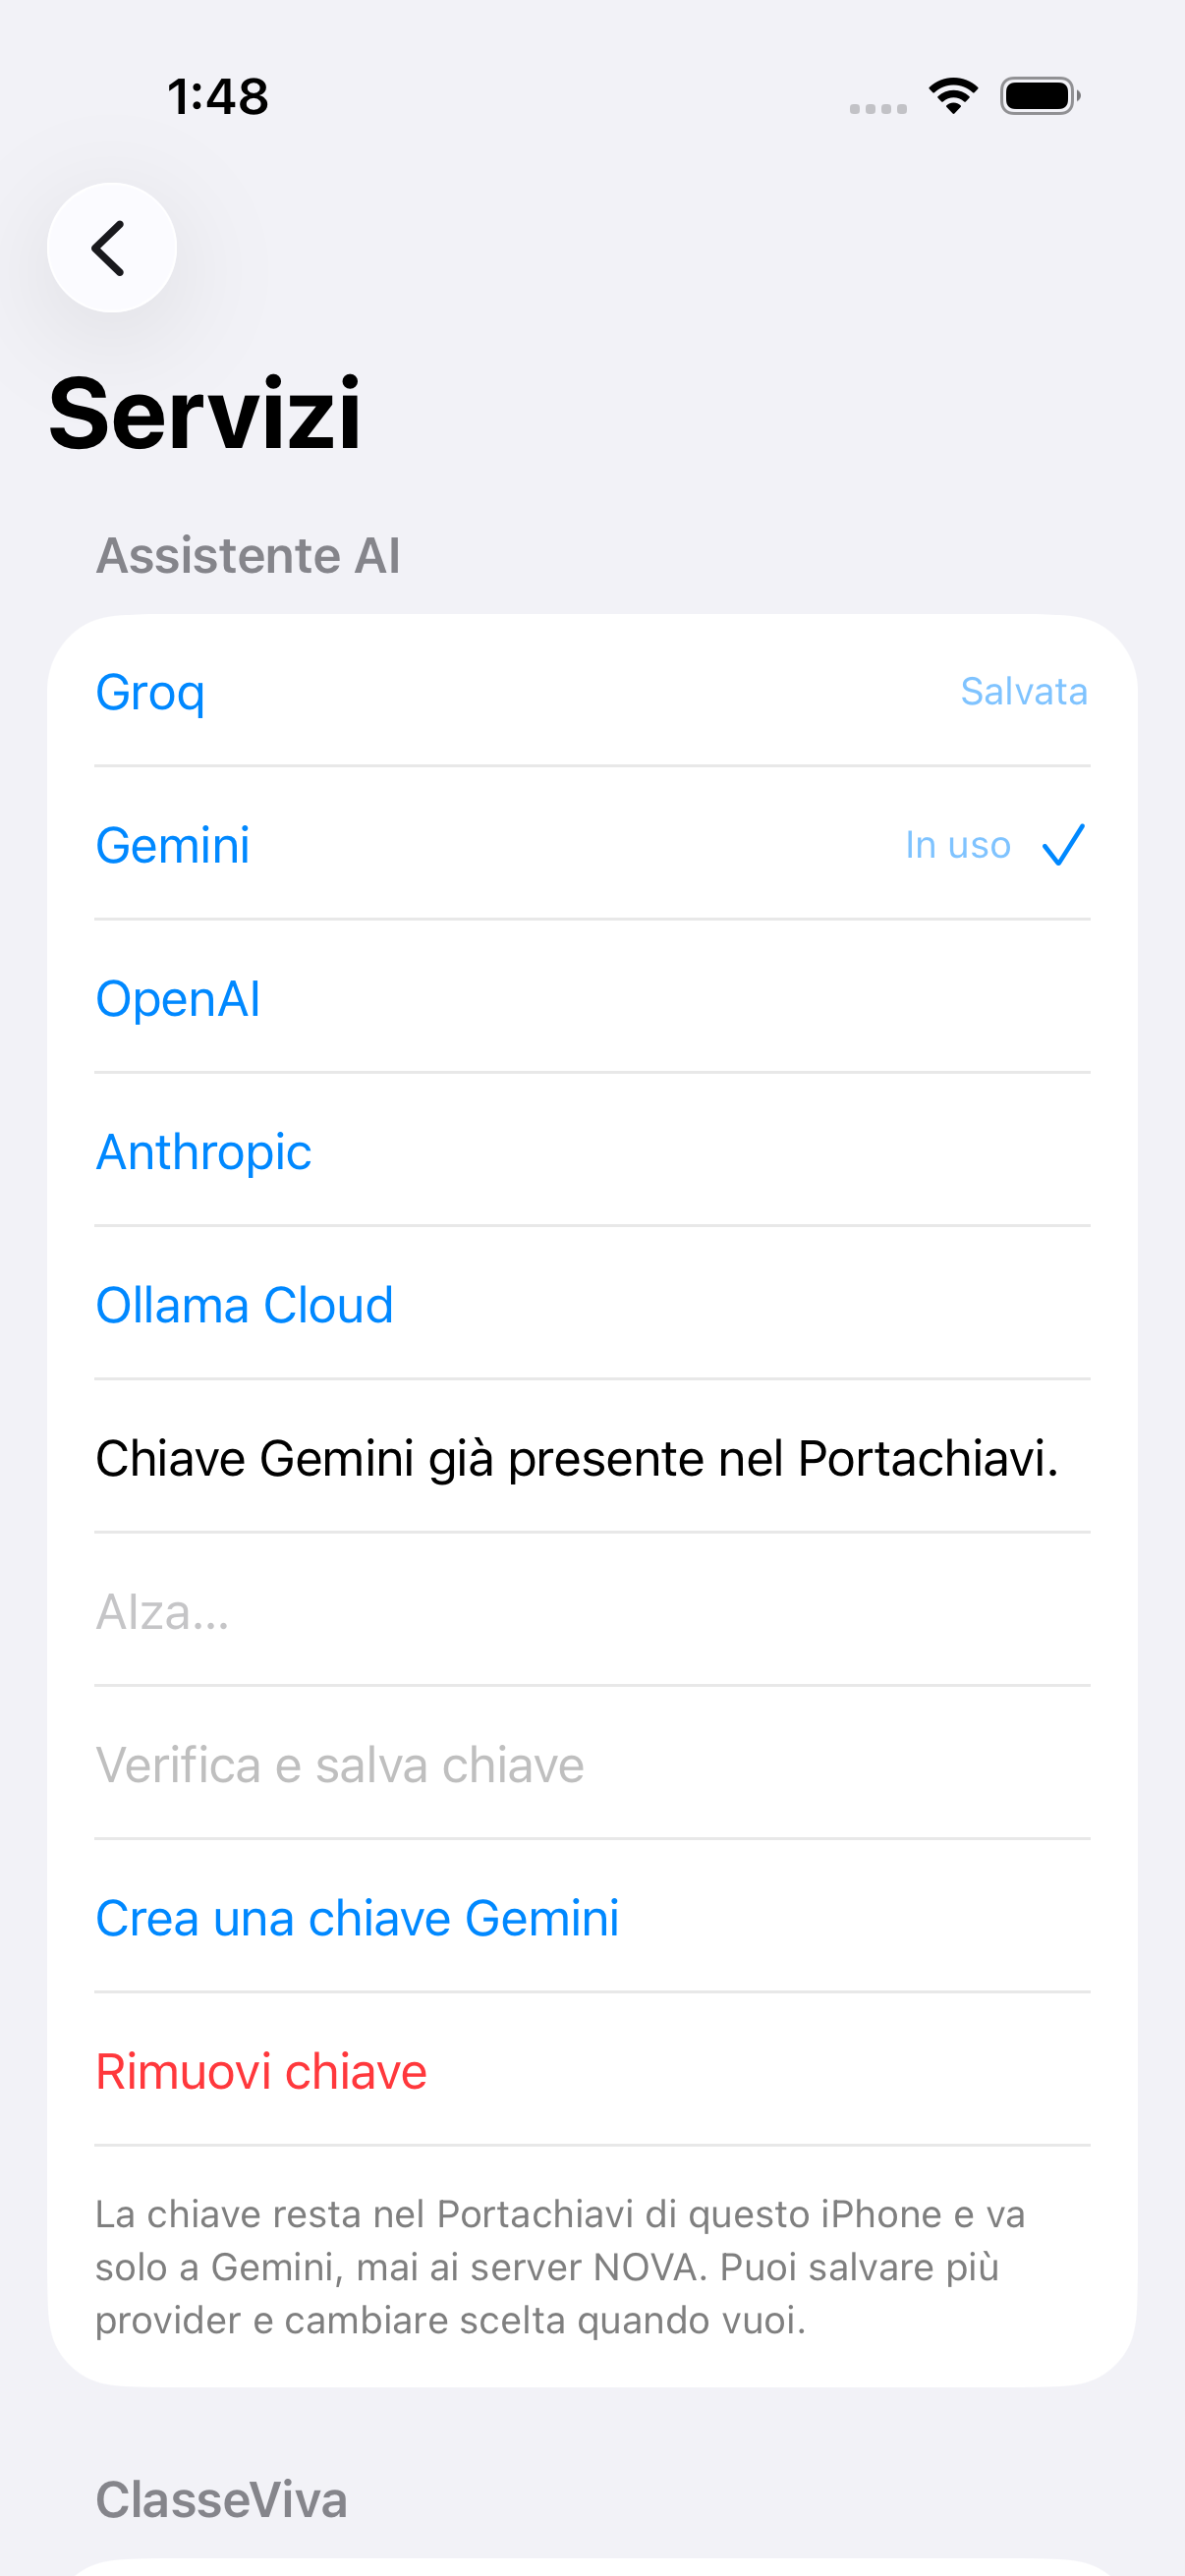 1:48
Servizi
Assistente AI
Groq
Salvata
Gemini
In uso
OpenAI
Anthropic
Ollama Cloud
Chiave Gemini già presente nel Portachiavi.
AIza...
Verifica e salva chiave
Crea una chiave Gemini
Rimuovi chiave
La chiave resta nel Portachiavi di questo iPhone e va
solo a Gemini, mai ai server NOVA. Puoi salvare più
provider e cambiare scelta quando vuoi.
ClasseViva